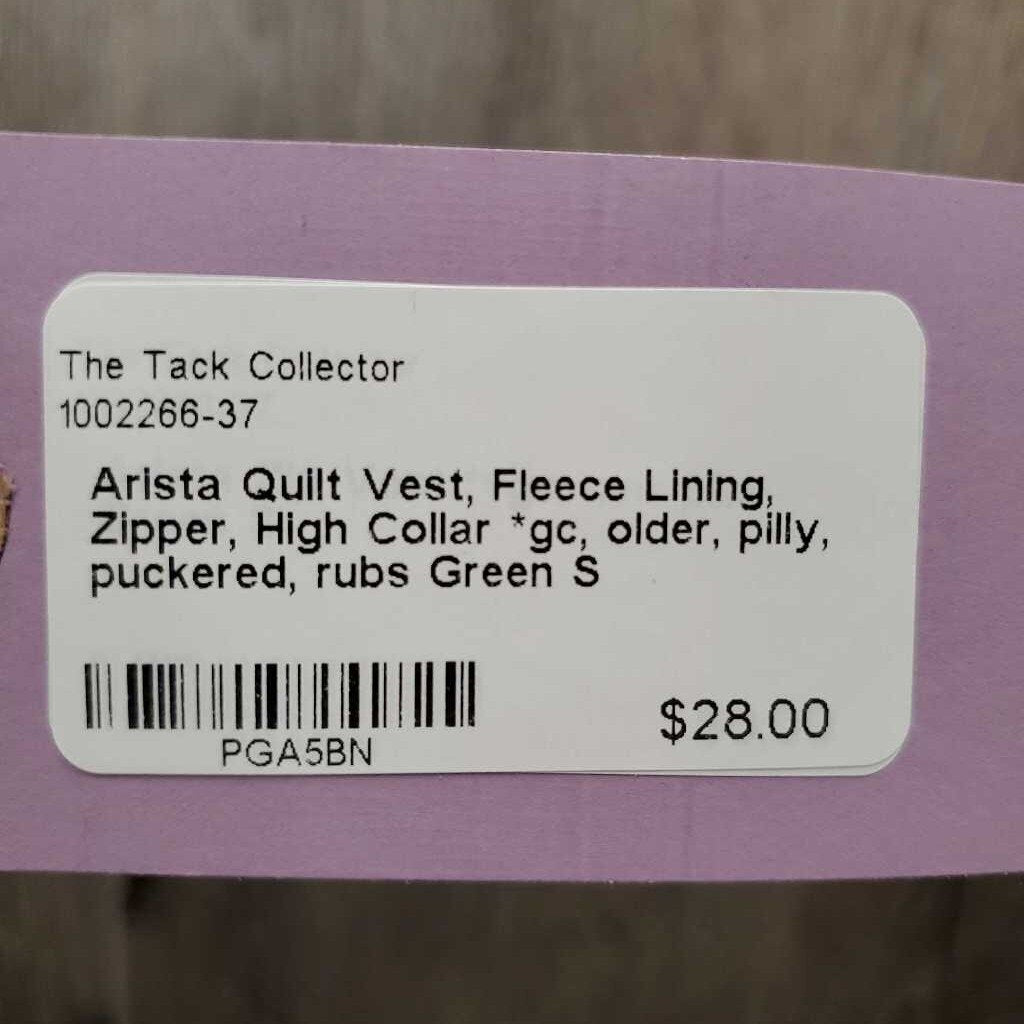 The Tack Collector
1002266-37
Arista Quilt Vest, Fleece Lining,
Zipper, High Collar *gc, older, pilly,
puckered, rubs Green S
PGA5BN
$28.00